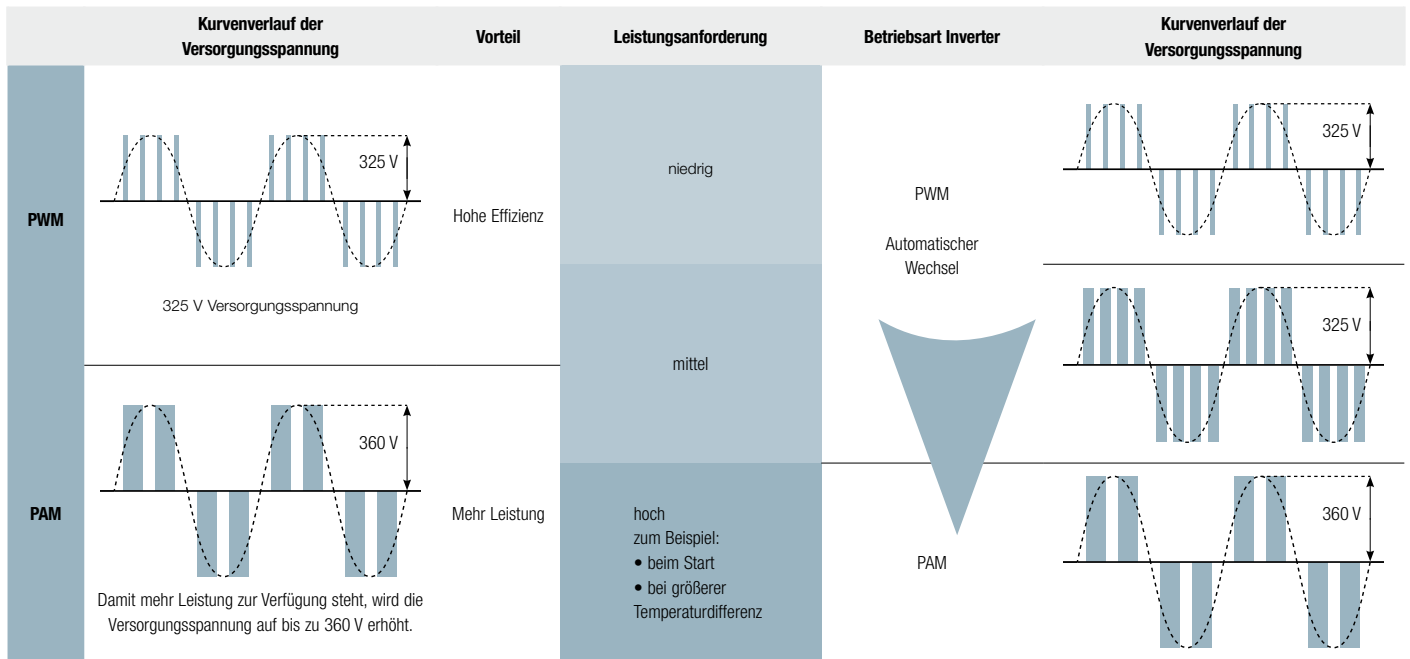 Kurvenverlauf der
Versorgungsspannung
Vorteil
Leistungsanforderung
Betriebsart Inverter
Kurvenverlauf der
Versorgungsspannung
PWM
325 V
325 V Versorgungsspannung
Hohe Effizienz
PAM
360 V
Damit mehr Leistung zur Verfügung steht, wird die
Versorgungsspannung auf bis zu 360 V erhöht.
Mehr Leistung
niedrig
mittel
hoch
zum Beispiel:
• beim Start
• bei größerer
Temperaturdifferenz
PWM
Automatischer
Wechsel
PAM
325 V
325 V
360 V